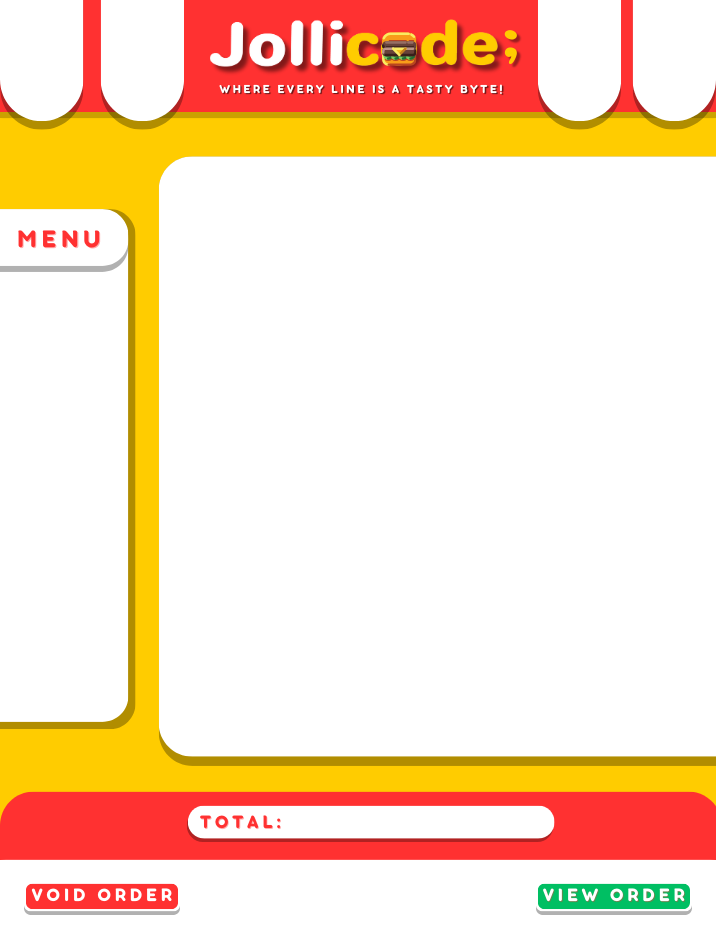 Jollicode;
WHERE EVERY LINE IS A TASTY BYTE!
MENU
TOTAL:
VOID ORDER
VIEW ORDER